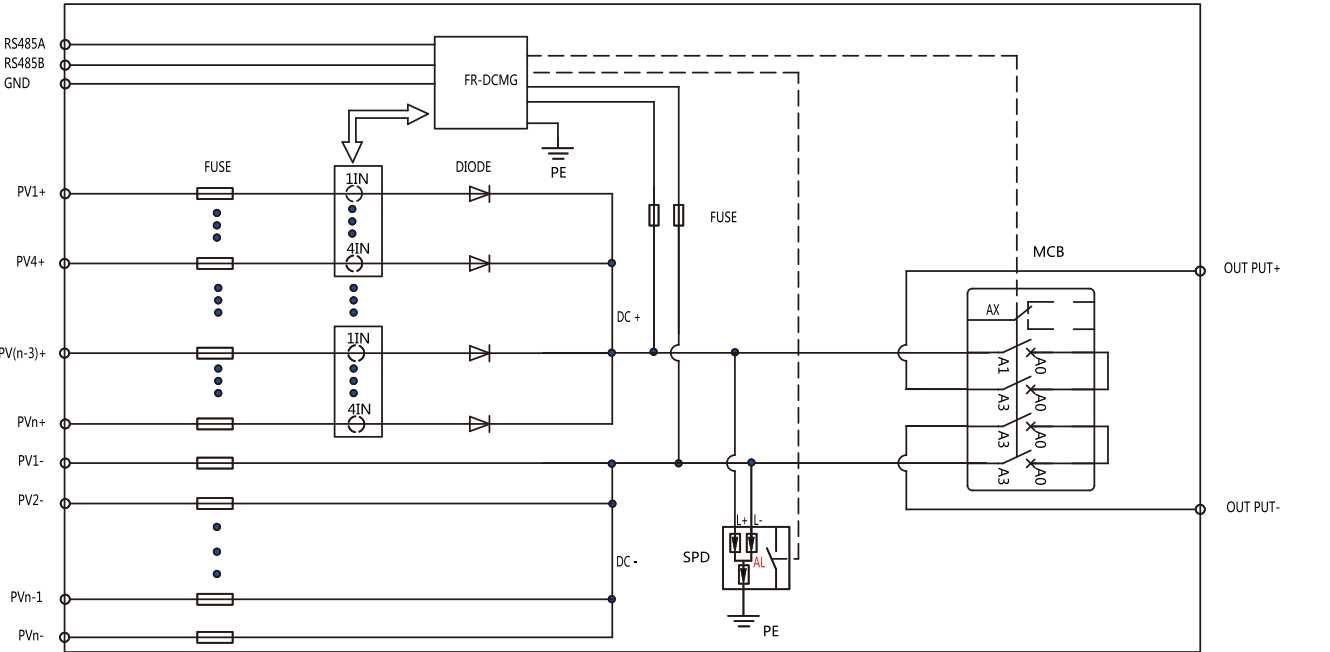 RS485A
RS485B
GND
FR-DCMG
PE
FUSE
DIODE
PV1+
1IN
FUSE
4IN
PV4+
MCB
OUT PUT+
AX
DC +
PV(n-3)+
1IN
A1 A0
A3 A0
4IN
PVn+
A3 A0
PV1-
A3 A0
PV2-
OUT PUT-
L+ L-
SPD
AL
DC -
PVn-1
PE
PVn-